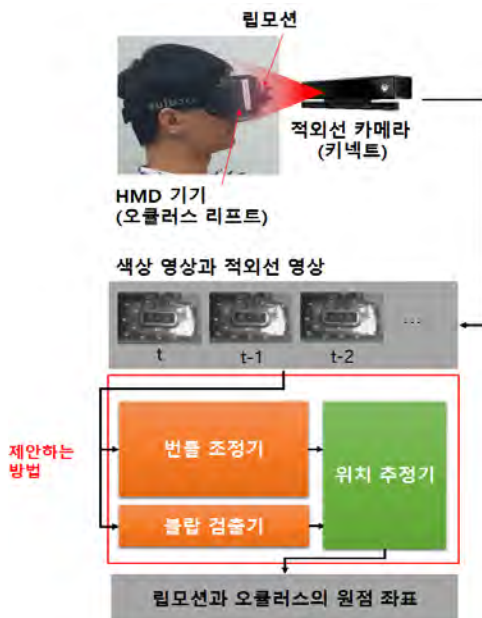 립모션
적외선 카메라
(키넥트)
HMD 기기
(오큘러스 리프트)
색상 영상과 적외선 영상
...
t
t-1
t-2
제안하는
방법
번들 조정기
위치 추정기
블랍 검출기
립모션과 오큘러스의 원점 좌표